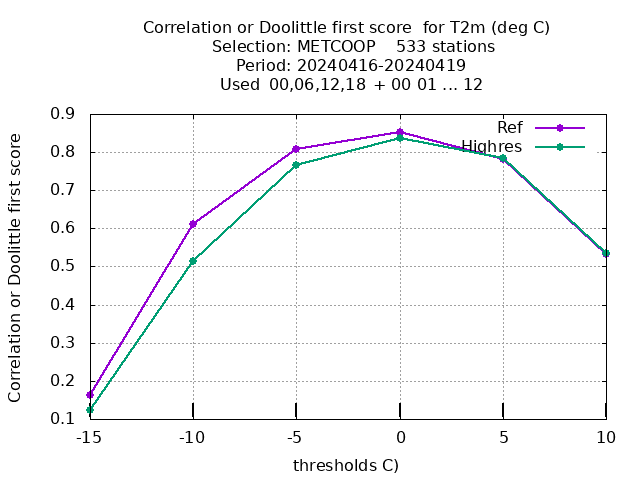 Correlation or Doolittle first score  for T2m (deg C)
Selection: METCOOP    533 stations
Period: 20240416-20240419
Used  00,06,12,18  + 00 01 ... 12
Correlation or Doolittle first score
0.9
0.8
0.7
0.6
0.5
0.4
0.3
0.2
0.1
Ref
Highres
-15 -10 -5 0 5 10
thresholds C)